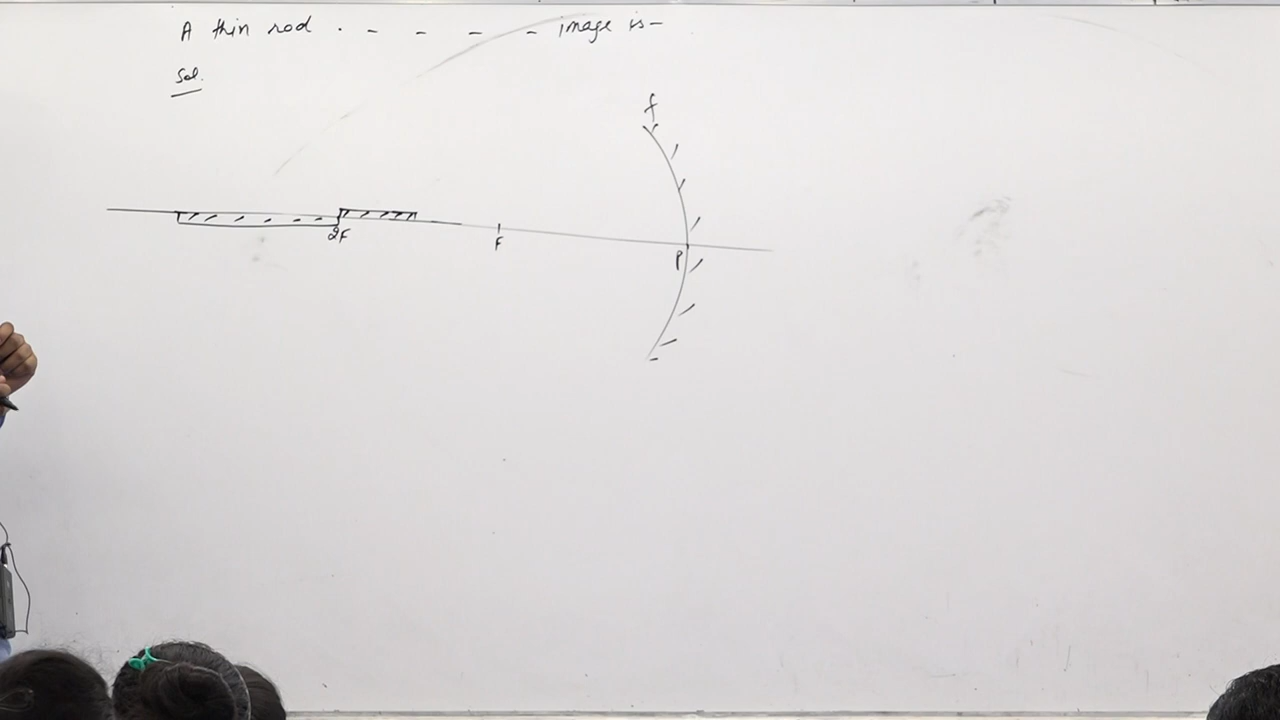 A thin rod . - - - - image is-
Sol.
f
2F
F
P